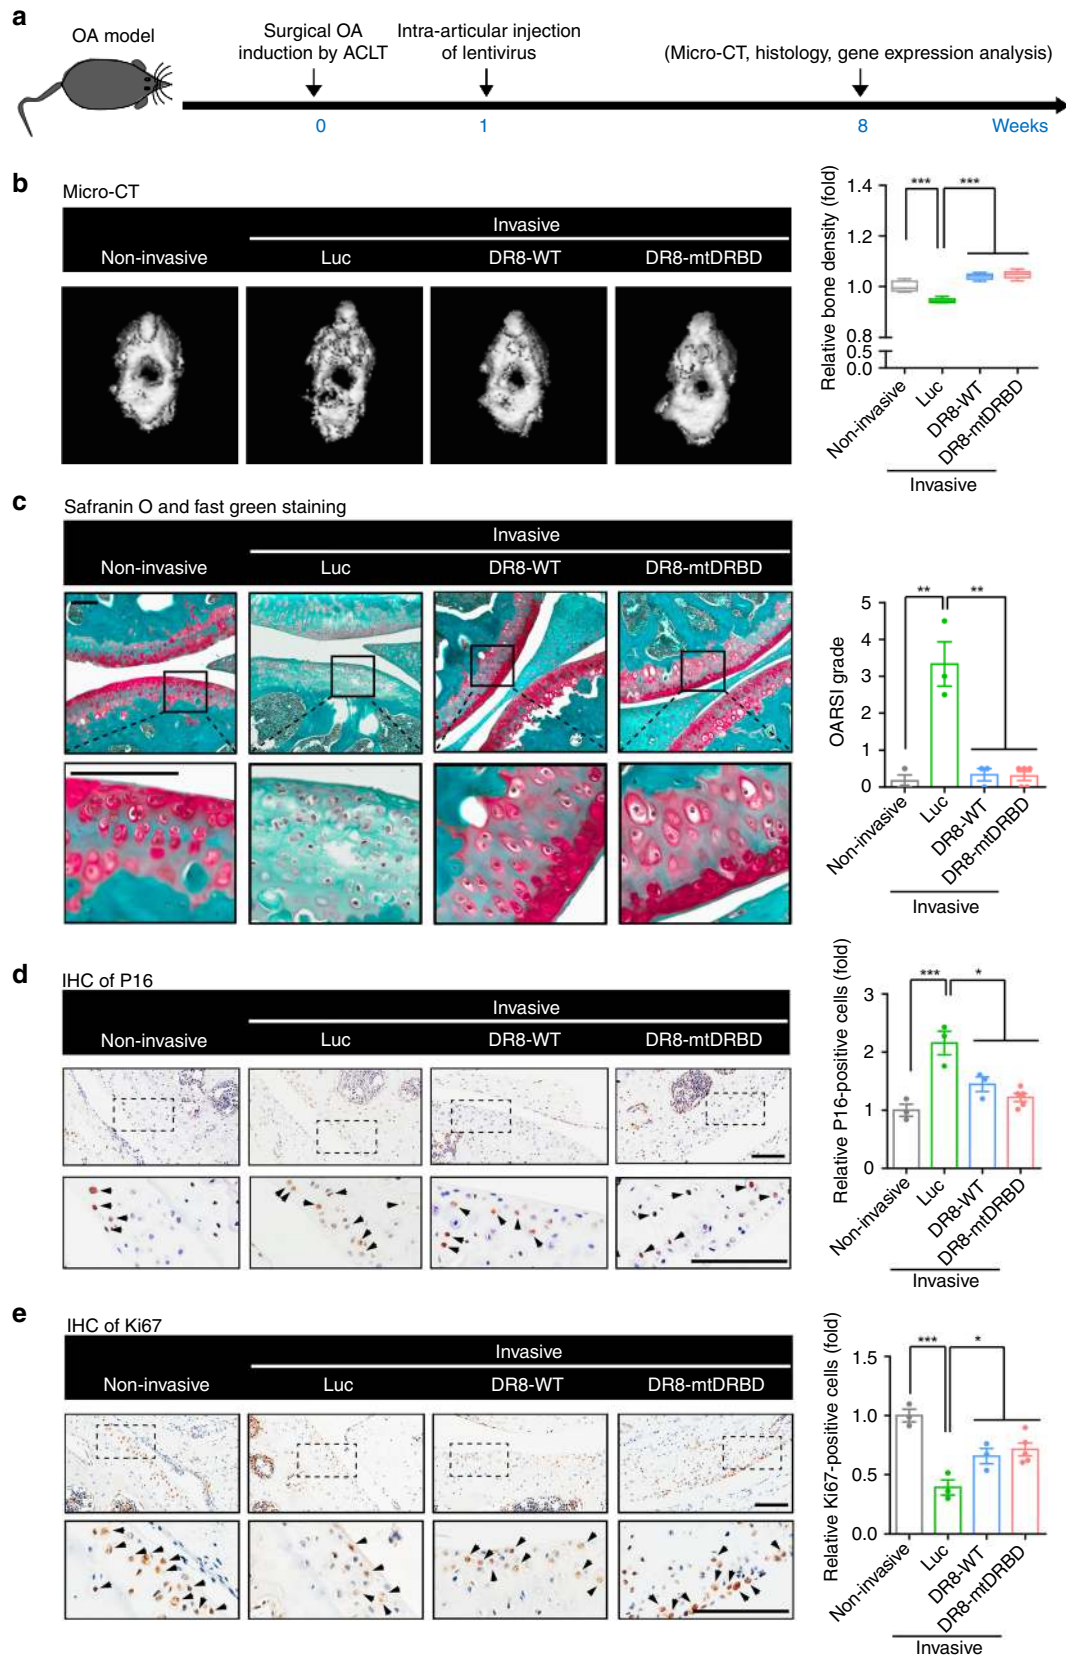 a
OA model
Surgical OA
induction by ACLT
Intra-articular injection
of lentivirus
(Micro-CT, histology, gene expression analysis)
0
1
8
Weeks
b
Micro-CT
Invasive
Non-invasive
Luc
DR8-WT
DR8-mtDRBD
Relative bone density (fold)
1.4
1.2
1.0
0.8
0.5
0.0
***
***
Non-invasive
Luc
DR8-WT
DR8-mtDRBD
Invasive
c
Safranin O and fast green staining
Invasive
Non-invasive
Luc
DR8-WT
DR8-mtDRBD
OARSI grade
5
4
3
2
1
0
**
**
Non-invasive
Luc
DR8-WT
DR8-mtDRBD
Invasive
d
IHC of P16
Invasive
Non-invasive
Luc
DR8-WT
DR8-mtDRBD
Relative P16-positive cells (fold)
3
2
1
0
***
*
Non-invasive
Luc
DR8-WT
DR8-mtDRBD
Invasive
e
IHC of Ki67
Invasive
Non-invasive
Luc
DR8-WT
DR8-mtDRBD
Relative Ki67-positive cells (fold)
1.5
1.0
0.5
0.0
***
*
Non-invasive
Luc
DR8-WT
DR8-mtDRBD
Invasive